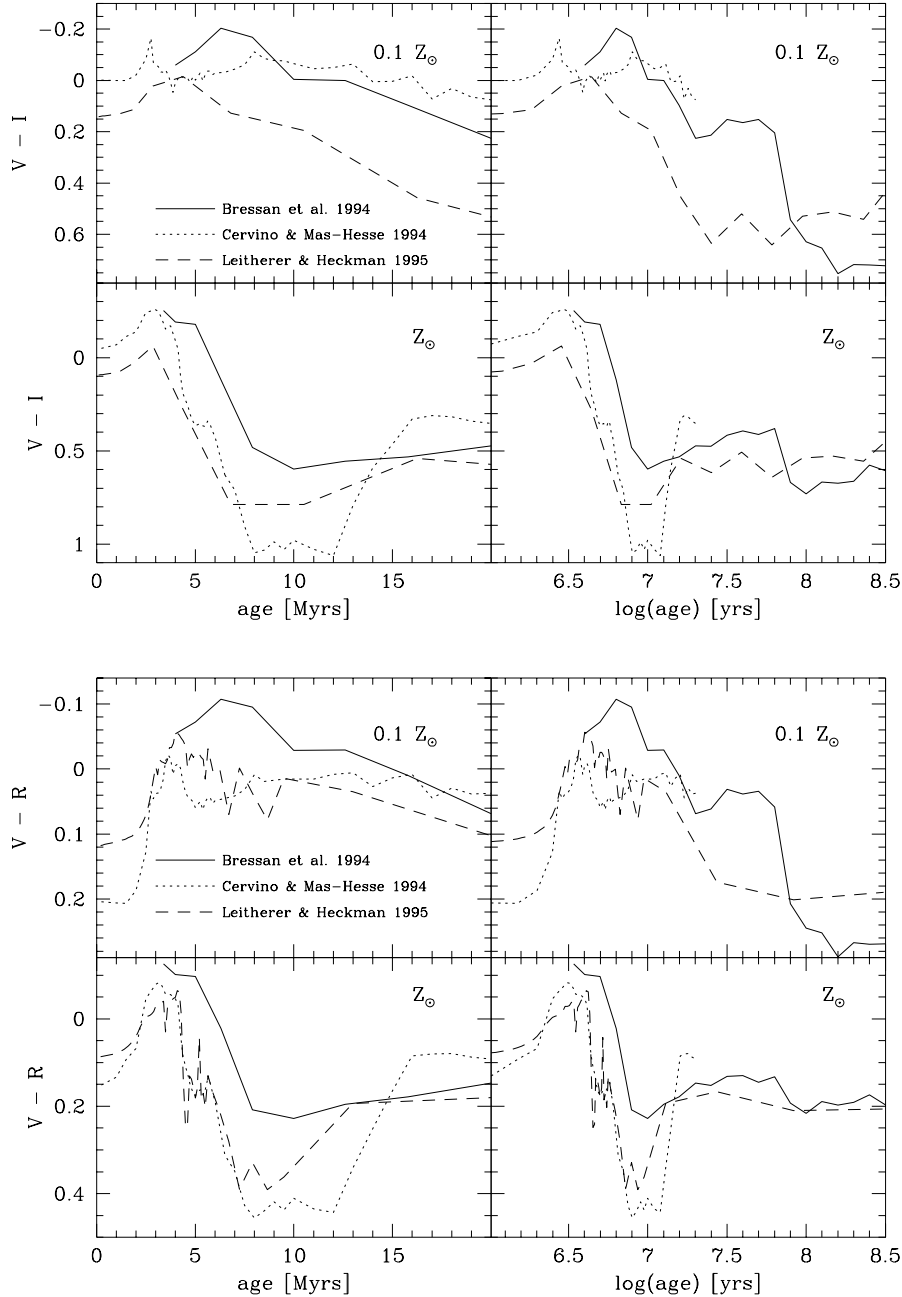 −0.2
0
0.2
0.4
0.6
V − I
0.1 Z⊙
0.1 Z⊙
Bressan et al. 1994
Cervino & Mas−Hesse 1994
Leitherer & Heckman 1995
0
0.5
1
V − I
Z⊙
Z⊙
0 5 10 15
6.5 7 7.5 8 8.5
age [Myrs]
log(age) [yrs]
−0.1
0
0.1
0.2
V − R
0.1 Z⊙
0.1 Z⊙
Bressan et al. 1994
Cervino & Mas−Hesse 1994
Leitherer & Heckman 1995
0
0.2
0.4
V − R
Z⊙
Z⊙
0 5 10 15
6.5 7 7.5 8 8.5
age [Myrs]
log(age) [yrs]